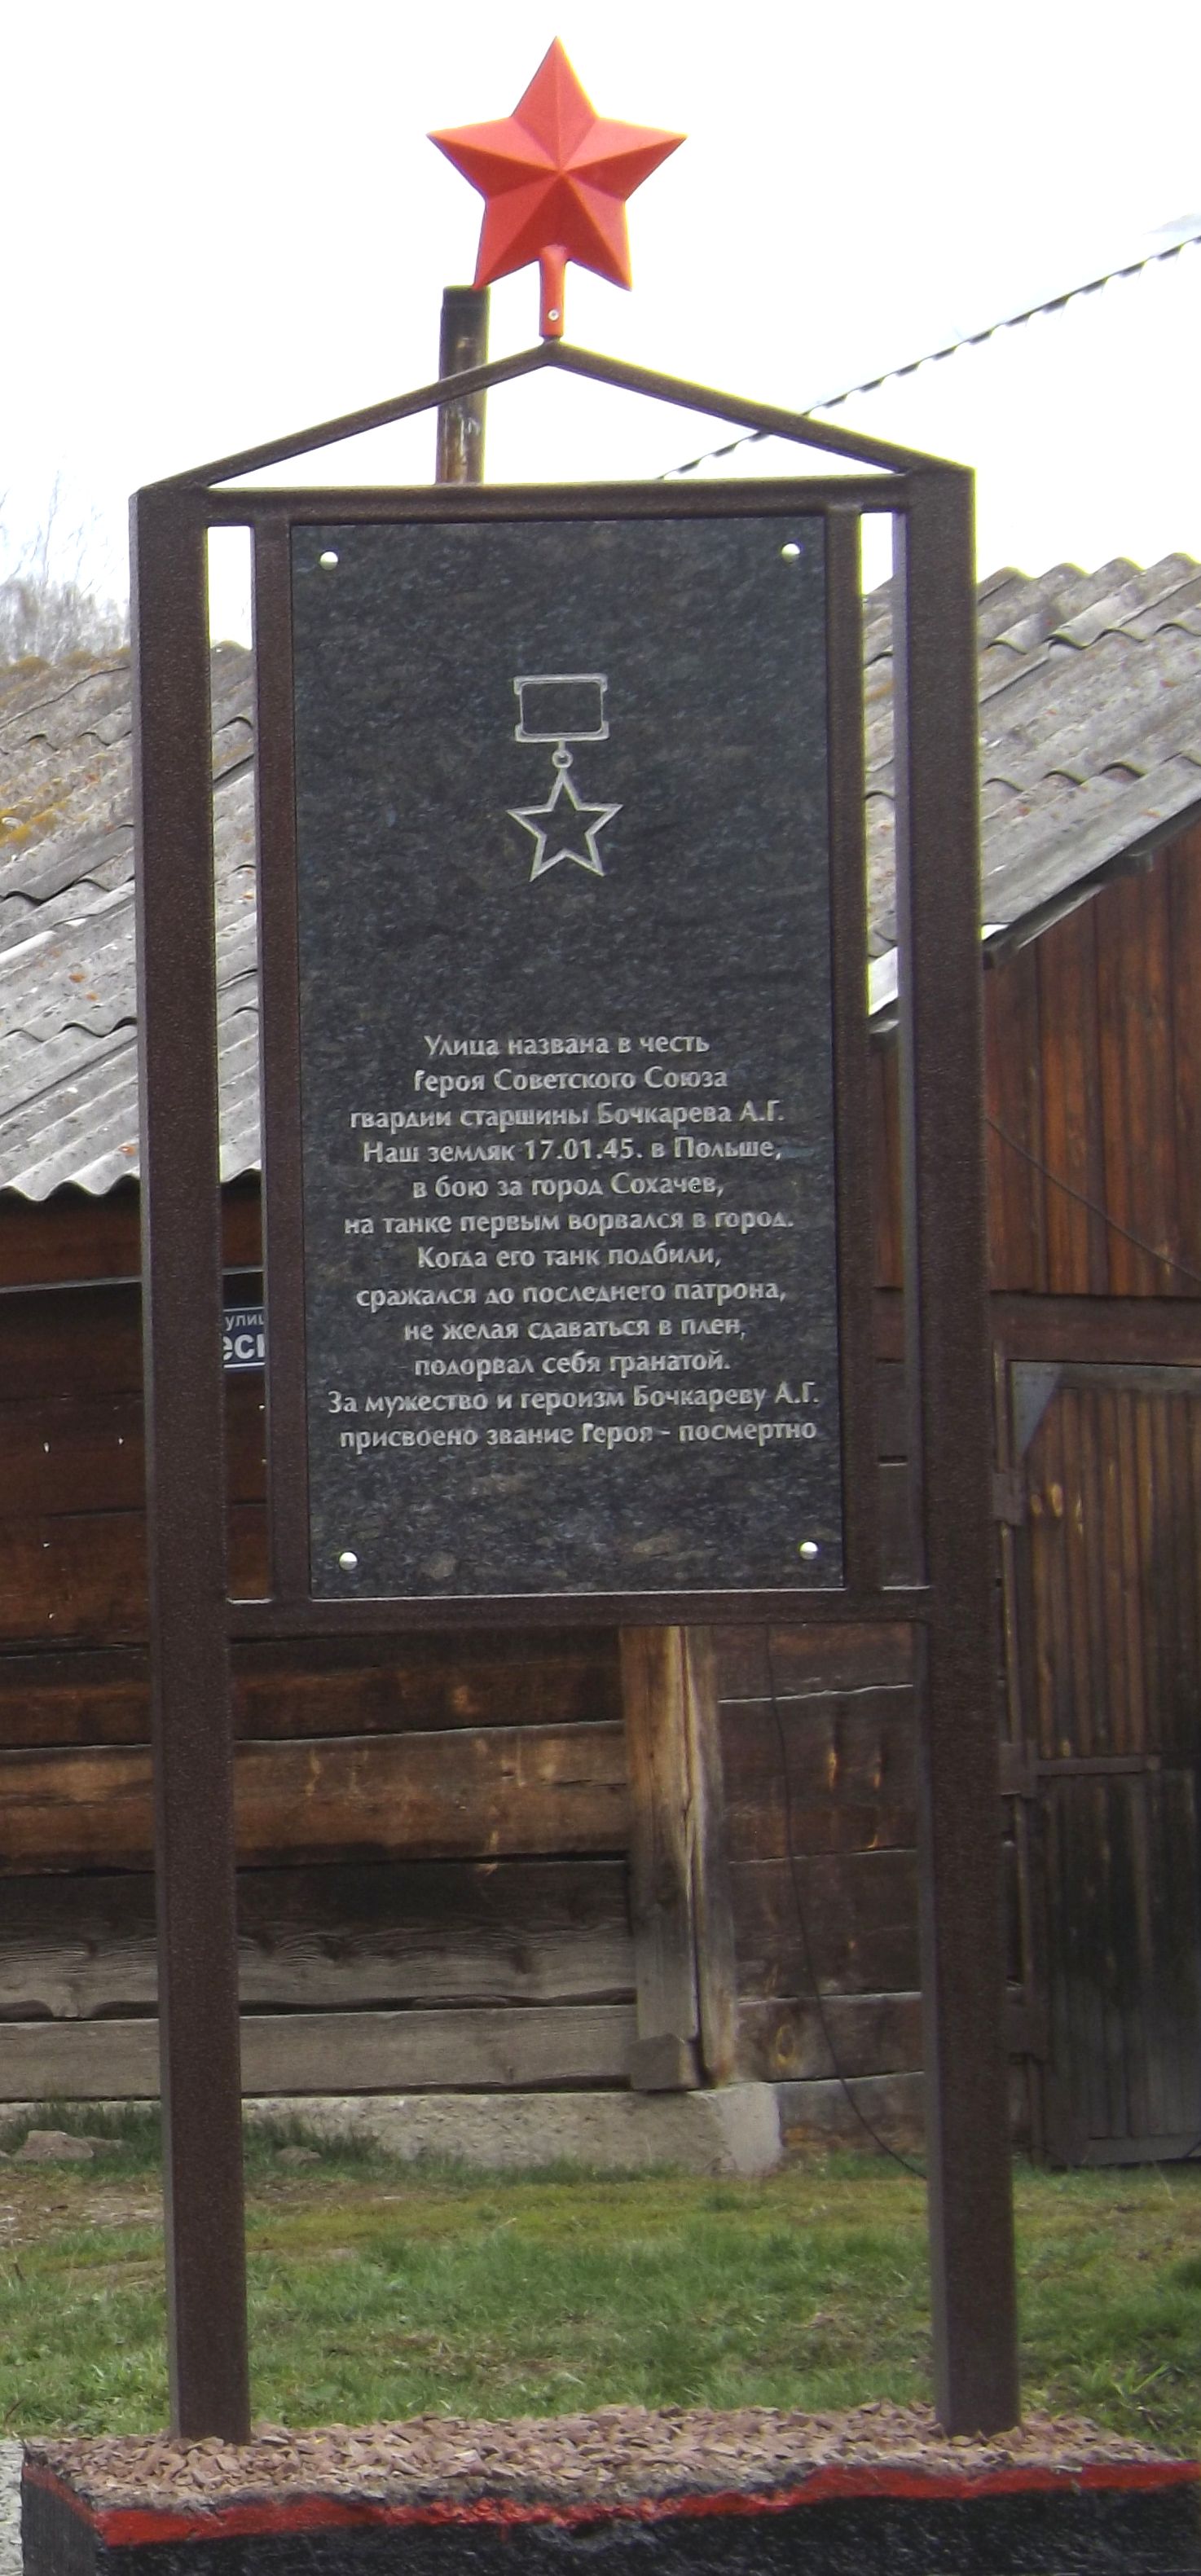 Улица названа в честь
Героя Советского Союза
гвардии старшины Бочкарева А.Г.
Наш земляк 17.01.45. в Польше,
в бою за город Сохачев,
на танке первым ворвался в город.
Когда его танк подбили,
сражался до последнего патрона,
не желая сдаваться в плен,
подорвал себя гранатой.
За мужество и героизм Бочкареву А.Г.
присвоено звание Героя - посмертно